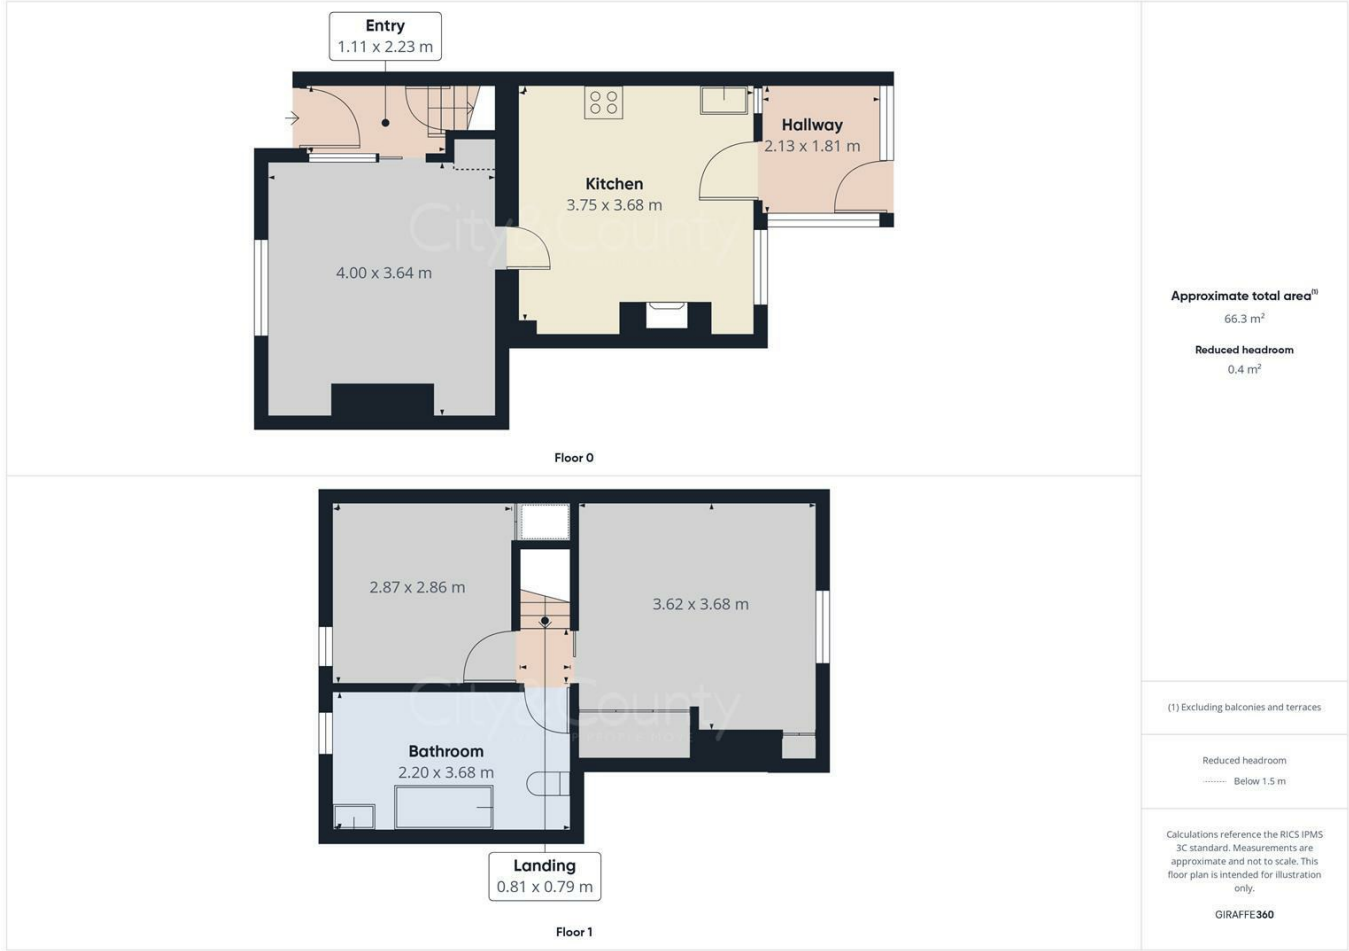 Entry
1.11 x 2.23 m
Hallway
2.13 x 1.81 m
Kitchen
3.75 x 3.68 m
City & County
4.00 x 3.64 m
Floor 0
2.87 x 2.86 m
3.62 x 3.68 m
City & County
Bathroom
2.20 x 3.68 m
Landing
0.81 x 0.79 m
Floor 1
Approximate total area(1)
66.3 m²
Reduced headroom
0.4 m²
(1) Excluding balconies and terraces
Reduced headroom
Below 1.5 m
Calculations reference the RICS IPMS
3C standard. Measurements are
approximate and not to scale. This
floor plan is intended for illustration
only.
GIRAFFE360